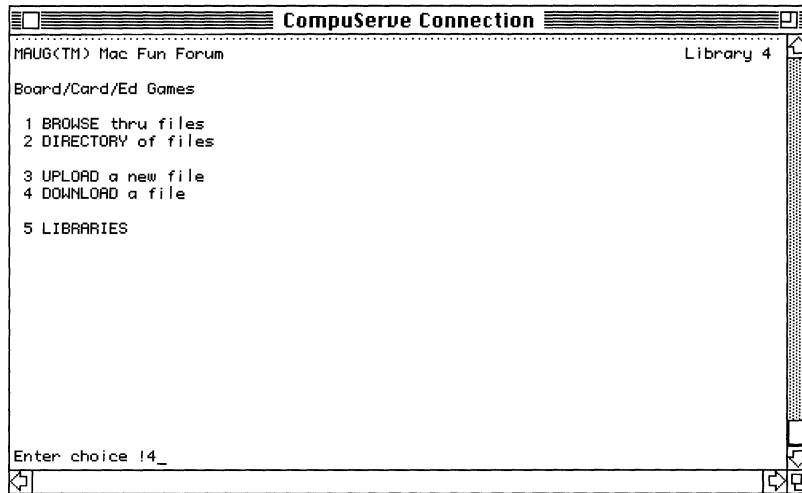 CompuServe Connection
MAUG(TM) Mac Fun Forum Library 4
Board/Card/Ed Games
1 BROWSE thru files
2 DIRECTORY of files
3 UPLOAD a new file
4 DOWNLOAD a file
5 LIBRARIES
Enter choice !4_